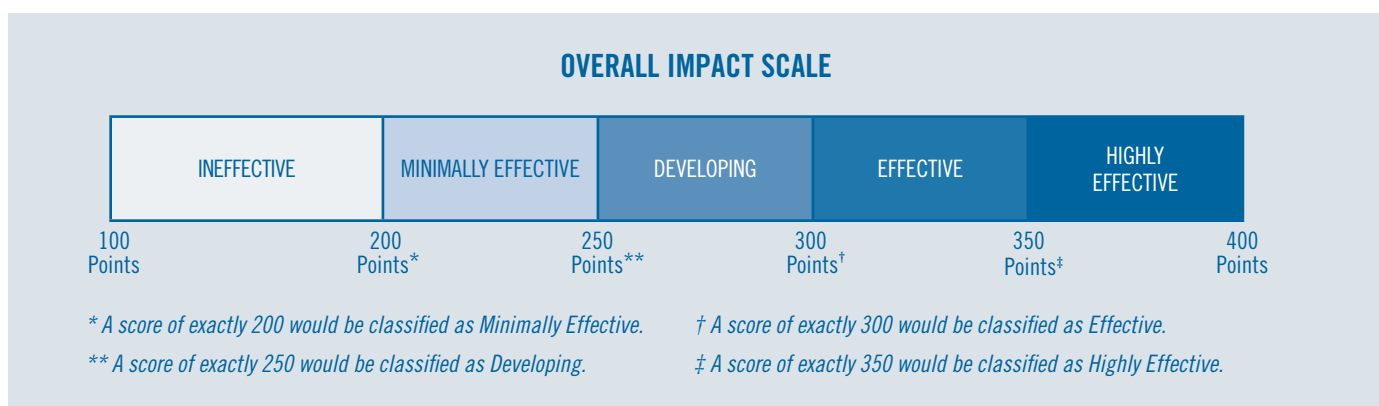 OVERALL IMPACT SCALE
INEFFECTIVE
MINIMALLY EFFECTIVE
DEVELOPING
EFFECTIVE
HIGHLY
EFFECTIVE
100
Points
200
Points*
250
Points**
300
Points†
350
Points‡
400
Points
* A score of exactly 200 would be classified as Minimally Effective.
** A score of exactly 250 would be classified as Developing.
† A score of exactly 300 would be classified as Effective.
‡ A score of exactly 350 would be classified as Highly Effective.